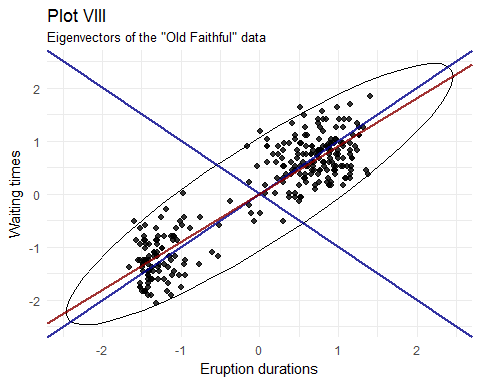 Plot VIII
Eigenvectors of the "Old Faithful" data
Waiting times
2
1
0
-1
-2
-2 -1 0 1 2
Eruption durations